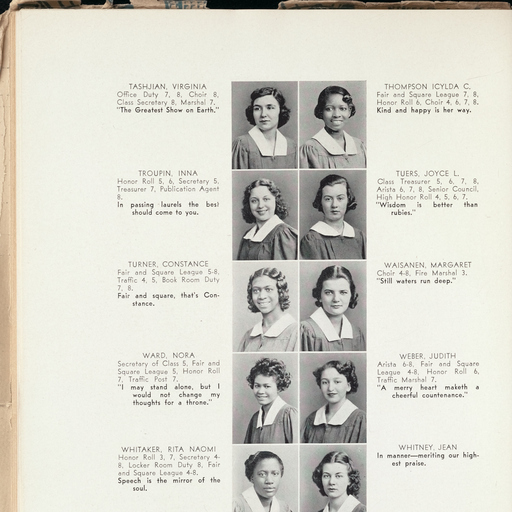 TASHJIAN, VIRGINIA
Office Duty 7, 8, Choir 8,
Class Secretary 8, Marshal 7.
"The Greatest Show on Earth."
TROUPIN, INNA
Honor Roll 5, 6, Secretary 5,
Treasurer 7, Publication Agent
8.
In passing laurels the best
should come to you.
TURNER, CONSTANCE
Fair and Square League 5-8,
Traffic 4, 5, Book Room Duty
7, 8.
Fair and square, that's Con-
stance.
WARD, NORA
Secretary of Class 5, Fair and
Square League 5, Honor Roll
7, Traffic Post 7.
"I may stand alone, but I
would not change my
thoughts for a throne."
WHITAKER, RITA NAOMI
Honor Roll 3, 7, Secretary 4-
8, Locker Room Duty 8, Fair
and Square League 4-8.
Speech is the mirror of the
soul.
THOMPSON ICYLDA C.
Fair and Square League 7, 8,
Honor Roll 6, Choir 4, 6, 7, 8.
Kind and happy is her way.
TUERS, JOYCE L.
Class Treasurer 5, 6, 7, 8,
Arista 6, 7, 8, Senior Council,
High Honor Roll 4, 5, 6, 7.
"Wisdom is better than
rubies."
WAISANEN, MARGARET
Choir 4-8, Fire Marshal 3.
"Still waters run deep."
WEBER, JUDITH
Arista 6-8, Fair and Square
League 4-8, Honor Roll 6,
Traffic Marshal 7.
"A merry heart maketh a
cheerful countenance."
WHITNEY, JEAN
In manner—meriting our high-
est praise.